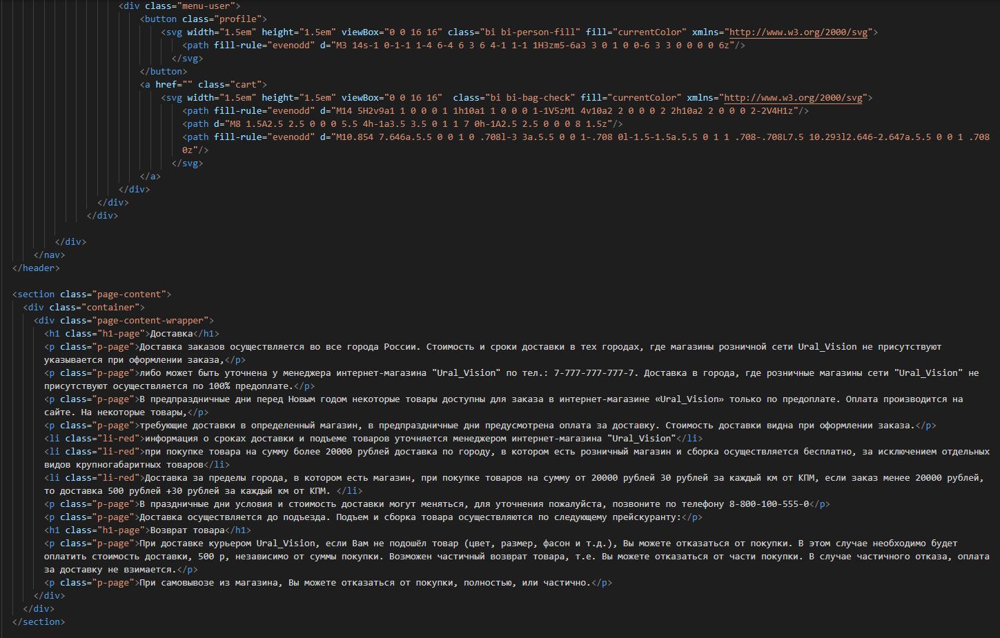 <div class="menu-user">
<button class="profile">
<svg width="1.5em" height="1.5em" viewBox="0 0 16 16" class="bi bi-person-fill" fill="currentColor" xmlns="http://www.w3.org/2000/svg">
<path fill-rule="evenodd" d="M3 14s-1 0-1-1 1-4 6-4 6 3 6 4-1 1-1 1H3zm5-6a3 3 0 1 0 0-6 3 3 0 0 0 0 6z"/>
</svg>
</button>
<a href="" class="cart">
<svg width="1.5em" height="1.5em" viewBox="0 0 16 16"  class="bi bi-bag-check" fill="currentColor" xmlns="http://www.w3.org/2000/svg">
<path fill-rule="evenodd" d="M14 5H2v9a1 1 0 0 0 1 1h10a1 1 0 0 0 1-1V5zM1 4v10a2 2 0 0 0 2 2h10a2 2 0 0 0 2-2V4H1z"/>
<path d="M8 1.5A2.5 2.5 0 0 0 5.5 4h-1a3.5 3.5 0 1 1 7 0h-1A2.5 2.5 0 0 0 8 1.5z"/>
<path fill-rule="evenodd" d="M10.854 7.646a.5.5 0 0 1 0 .708l-3 3a.5.5 0 0 1-.708 0l-1.5-1.5a.5.5 0 1 1 .708-.708L7.5 10.293l2.646-2.647a.5.5 0 0 1 .708
0z"/>
</svg>
</a>
</div>
</div>
</div>
</div>
</nav>
</header>
<section class="page-content">
<div class="container">
<div class="page-content-wrapper">
<h1 class="h1-page">Доставка</h1>
<p class="p-page">Доставка заказов осуществляется во все города России. Стоимость и сроки доставки в тех городах, где магазины розничной сети Ural_Vision не присутствуют
указывается при оформлении заказа,</p>
<p class="p-page">либо может быть уточнена у менеджера интернет-магазина "Ural_Vision" по тел.: 7-777-777-777-7. Доставка в города, где розничные магазины сети "Ural_Vision" не
присутствуют осуществляется по 100% предоплате.</p>
<p class="p-page">В предпраздничные дни перед Новым годом некоторые товары доступны для заказа в интернет-магазине «Ural_Vision» только по предоплате. Оплата производится на
сайте. На некоторые товары,</p>
<p class="p-page">требующие доставки в определенный магазин, в предпраздничные дни предусмотрена оплата за доставку. Стоимость доставки видна при оформлении заказа.</p>
<li class="li-red">информация о сроках доставки и подъеме товаров уточняется менеджером интернет-магазина "Ural_Vision"</li>
<li class="li-red">при покупке товара на сумму более 20000 рублей доставка по городу, в котором есть розничный магазин и сборка осуществляется бесплатно, за исключением отдельных
видов крупногабаритных товаров</li>
<li class="li-red">Доставка за пределы города, в котором есть магазин, при покупке товаров на сумму от 20000 рублей 30 рублей за каждый км от КПМ, если заказ менее 20000 рублей,
то доставка 500 рублей +30 рублей за каждый км от КПМ. </li>
<p class="p-page">В праздничные дни условия и стоимость доставки могут меняться, для уточнения пожалуйста, позвоните по телефону 8-800-100-555-0</p>
<p class="p-page">Доставка осуществляется до подъезда. Подъем и сборка товара осуществляются по следующему прейскуранту:</p>
<h1 class="h1-page">Возврат товара</h1>
<p class="p-page">При доставке курьером Ural_Vision, если Вам не подошёл товар (цвет, размер, фасон и т.д.), Вы можете отказаться от покупки. В этом случае необходимо будет
оплатить стоимость доставки, 500 р, независимо от суммы покупки. Возможен частичный возврат товара, т.е. Вы можете отказаться от части покупки. В случае частичного отказа, оплата
за доставку не взимается.</p>
<p class="p-page">При самовывозе из магазина, Вы можете отказаться от покупки, полностью, или частично.</p>
</div>
</div>
</section>